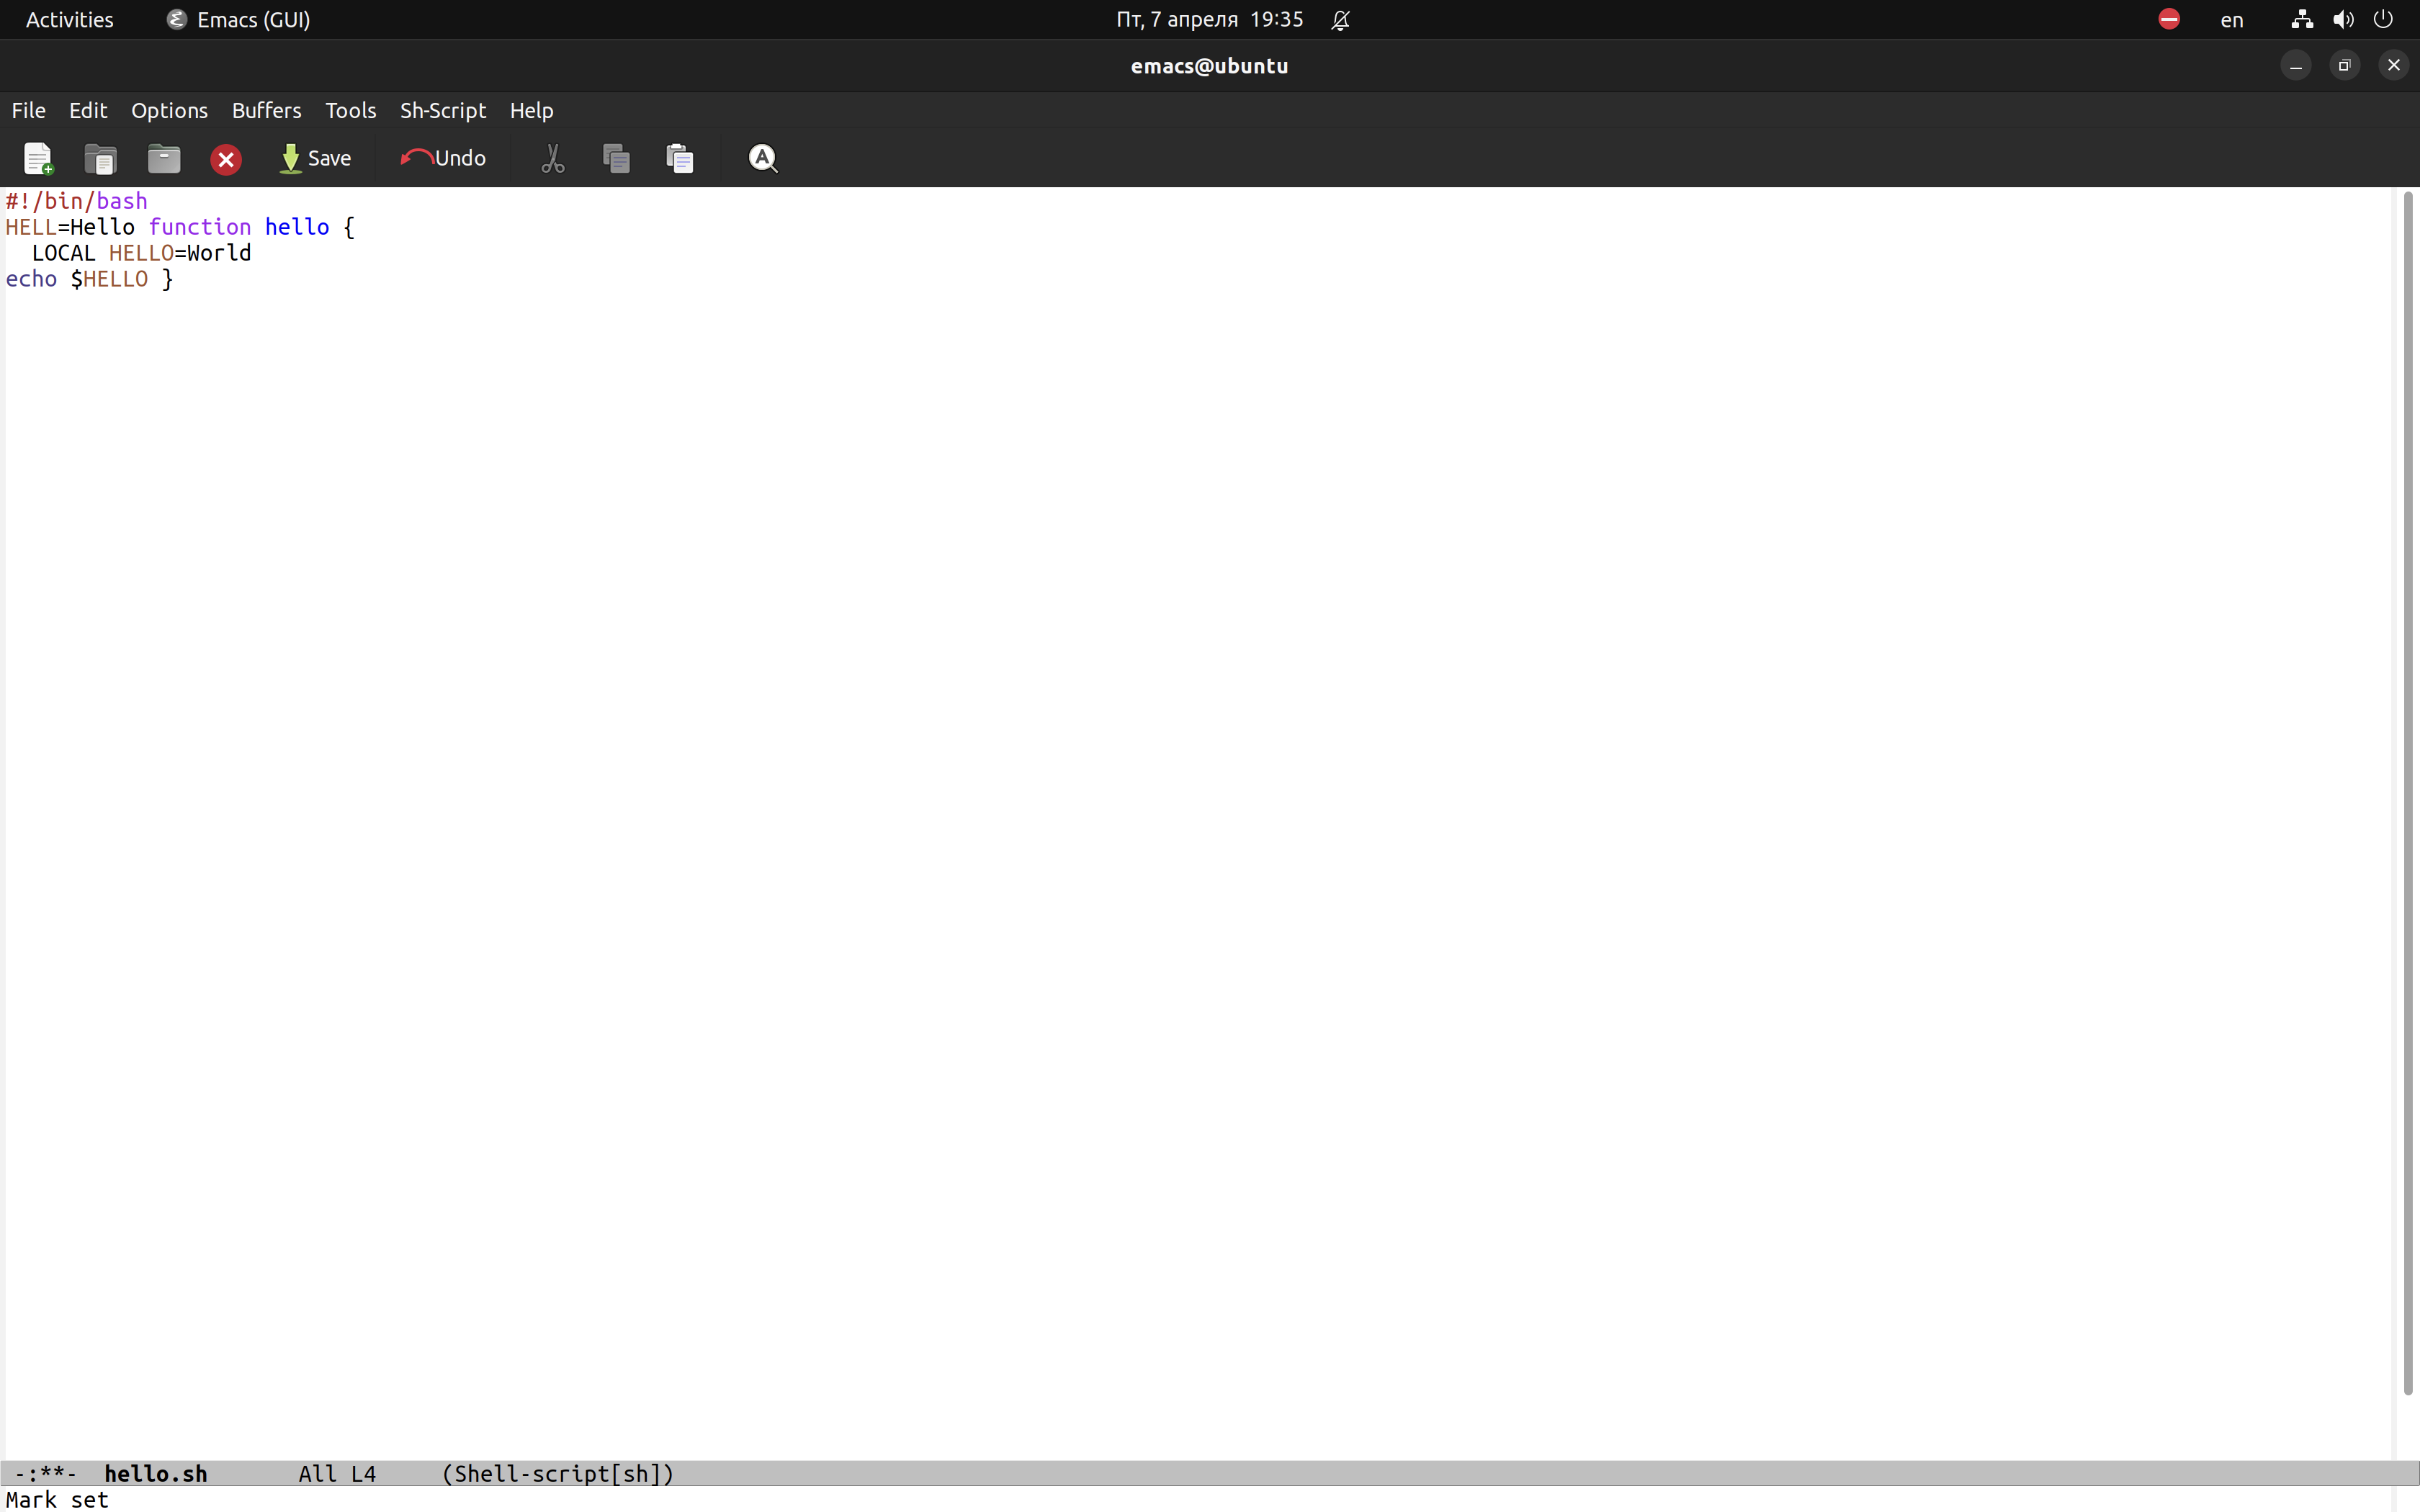 Activities Emacs (GUI) Пт, 7 апреля 19:35 en
emacs@ubuntu
File Edit Options Buffers Tools Sh-Script Help
Save Undo
#!/bin/bash
HELL=Hello function hello {
  LOCAL HELLO=World
echo $HELLO }
-:**-  hello.sh       All L4     (Shell-script[sh])
Mark set